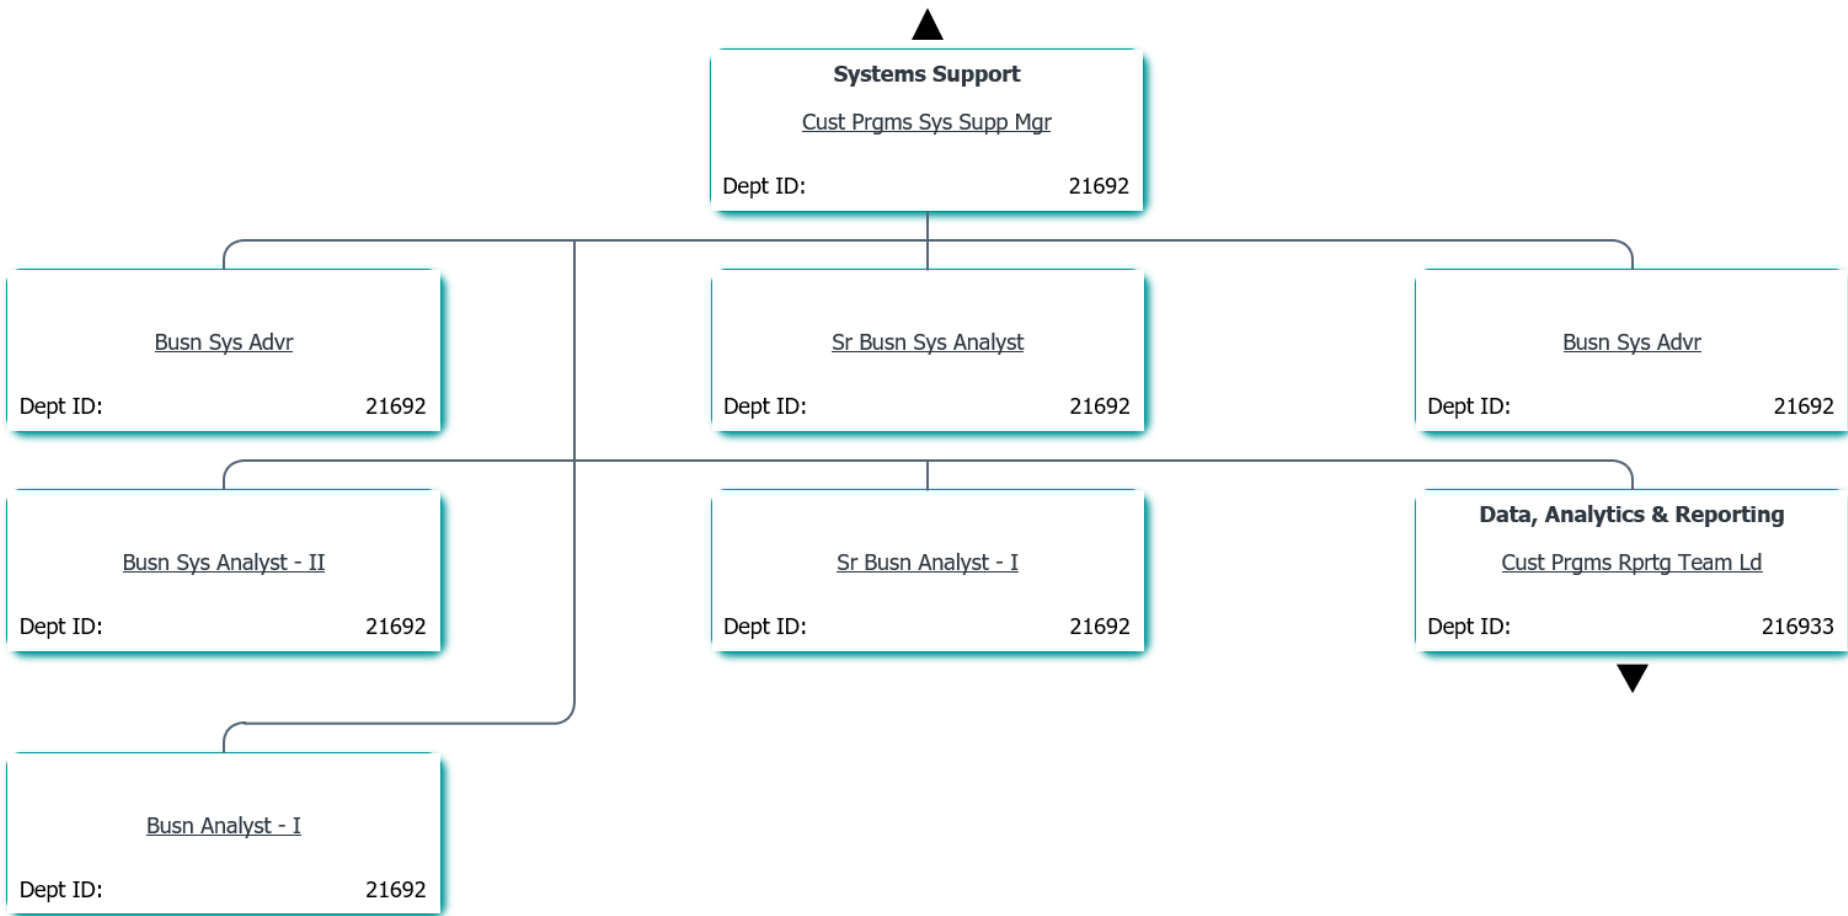 Systems Support
Cust Prgms Sys Supp Mgr
Dept ID: 21692
Busn Sys Advr
Dept ID: 21692
Sr Busn Sys Analyst
Dept ID: 21692
Busn Sys Advr
Dept ID: 21692
Busn Sys Analyst - II
Dept ID: 21692
Sr Busn Analyst - I
Dept ID: 21692
Data, Analytics & Reporting
Cust Prgms Rprtg Team Ld
Dept ID: 216933
Busn Analyst - I
Dept ID: 21692